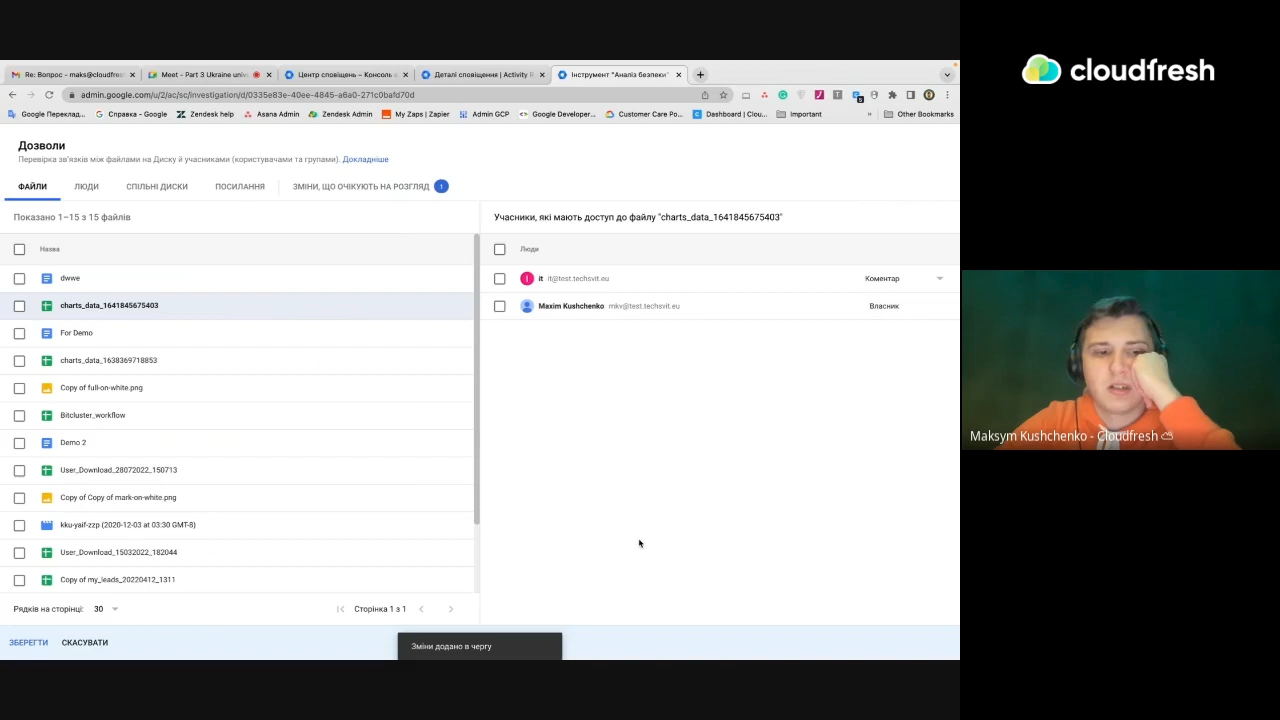 Re: Вопрос - maks@cloudfres
Meet - Part 3 Ukraine univ
Центр сповіщень – Консоль а
Деталі сповіщення | Activity R
Інструмент "Аналіз безпеки"
admin.google.com/u/2/ac/sc/investigation/d/0335e83e-40ee-4845-a6a0-271c0bafd70d
Google Переклад...
Справка - Google
Zendesk help
Asana Admin
Zendesk Admin
My Zaps | Zapier
Admin GCP
Google Developer...
Customer Care Po...
Dashboard | Clou...
Important
»
Other Bookmarks
cloudfresh
Дозволи
Перевірка зв'язків між файлами на Диску й учасниками (користувачами та групами). Докладніше
ФАЙЛИ
ЛЮДИ
СПІЛЬНІ ДИСКИ
ПОСИЛАННЯ
ЗМІНИ, ЩО ОЧІКУЮТЬ НА РОЗГЛЯД 1
Показано 1–15 з 15 файлів
Назва
dwwe
charts_data_1641845675403
For Demo
charts_data_1638369718853
Copy of full-on-white.png
Bitcluster_workflow
Demo 2
User_Download_28072022_150713
Copy of Copy of mark-on-white.png
kku-yaif-zzp (2020-12-03 at 03:30 GMT-8)
User_Download_15032022_182044
Copy of my_leads_20220412_1311
Рядків на сторінці: 30
Сторінка 1 з 1
Учасники, які мають доступ до файлу "charts_data_1641845675403"
Люди
it it@test.techsvit.eu Коментар
Maxim Kushchenko mkv@test.techsvit.eu Власник
ЗБЕРЕГТИ СКАСУВАТИ
Зміни додано в чергу
Maksym Kushchenko - Cloudfresh